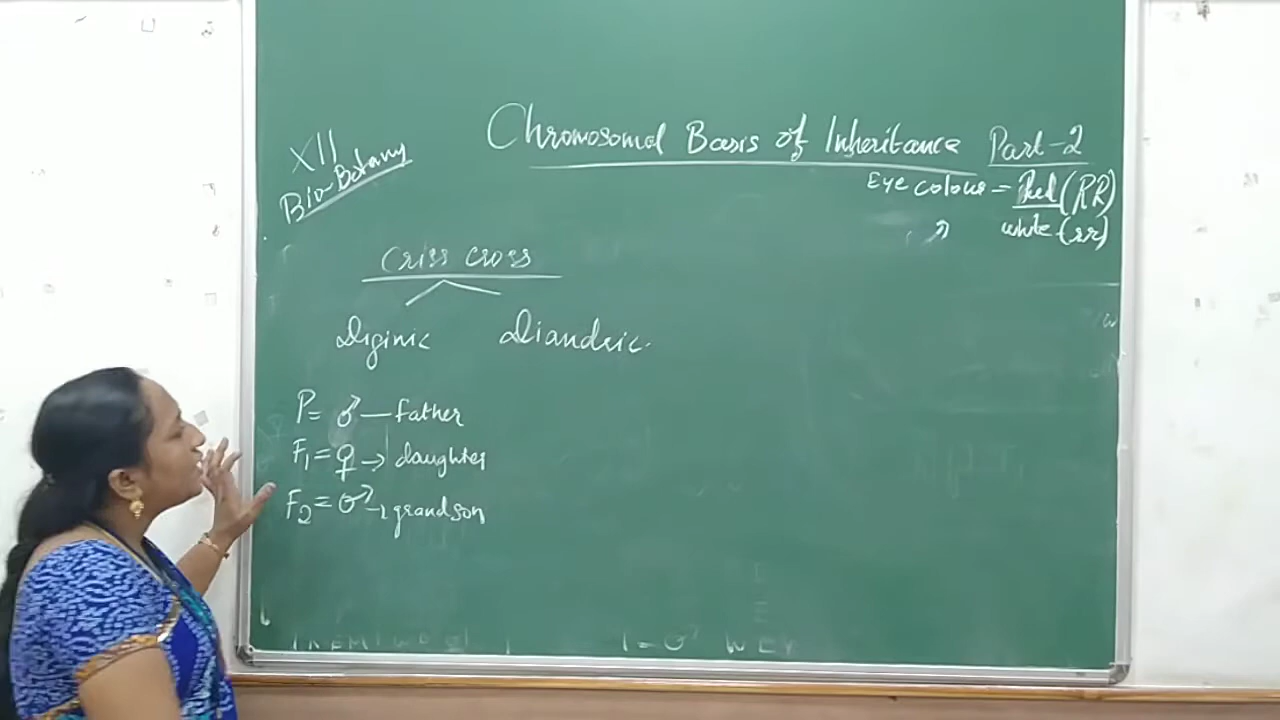 Chromosomal Basis of Inheritance Part-2
XII
Bio-Botany
Eye colour = Red (RR)
white (rr)
Criss cross
Diginic Diandric.
P= ♂ — Father
F1 = ♀ → daughter
F2 = ♂ → grandson